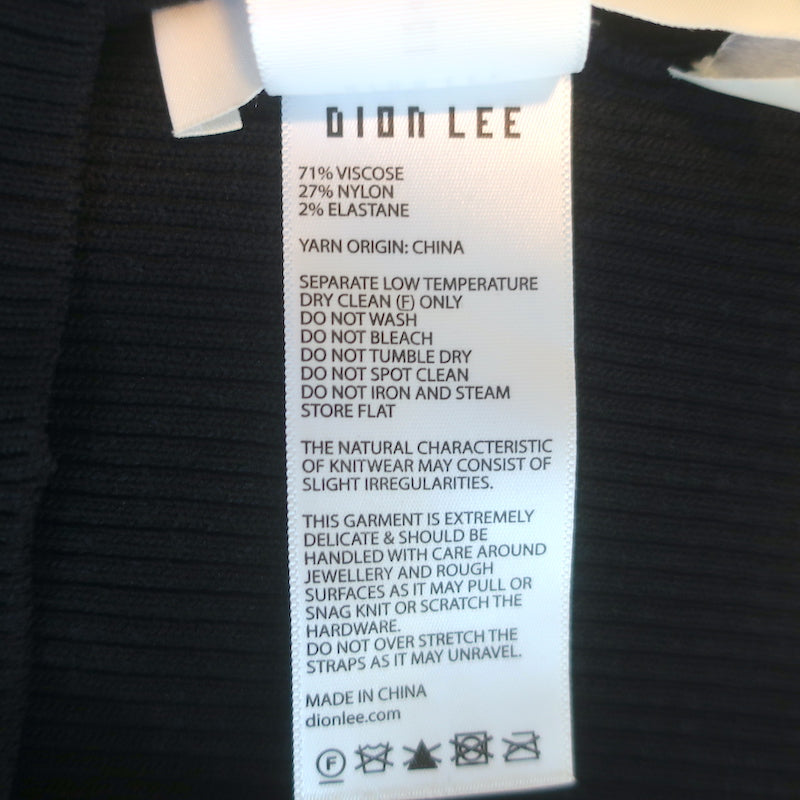 DION LEE
71% VISCOSE
27% NYLON
2% ELASTANE
YARN ORIGIN: CHINA
SEPARATE LOW TEMPERATURE
DRY CLEAN (F) ONLY
DO NOT WASH
DO NOT BLEACH
DO NOT TUMBLE DRY
DO NOT SPOT CLEAN
DO NOT IRON AND STEAM
STORE FLAT
THE NATURAL CHARACTERISTIC
OF KNITWEAR MAY CONSIST OF
SLIGHT IRREGULARITIES.
THIS GARMENT IS EXTREMELY
DELICATE & SHOULD BE
HANDLED WITH CARE AROUND
JEWELLERY AND ROUGH
SURFACES AS IT MAY PULL OR
SNAG KNIT OR SCRATCH THE
HARDWARE.
DO NOT OVER STRETCH THE
STRAPS AS IT MAY UNRAVEL.
MADE IN CHINA
dionlee.com
F